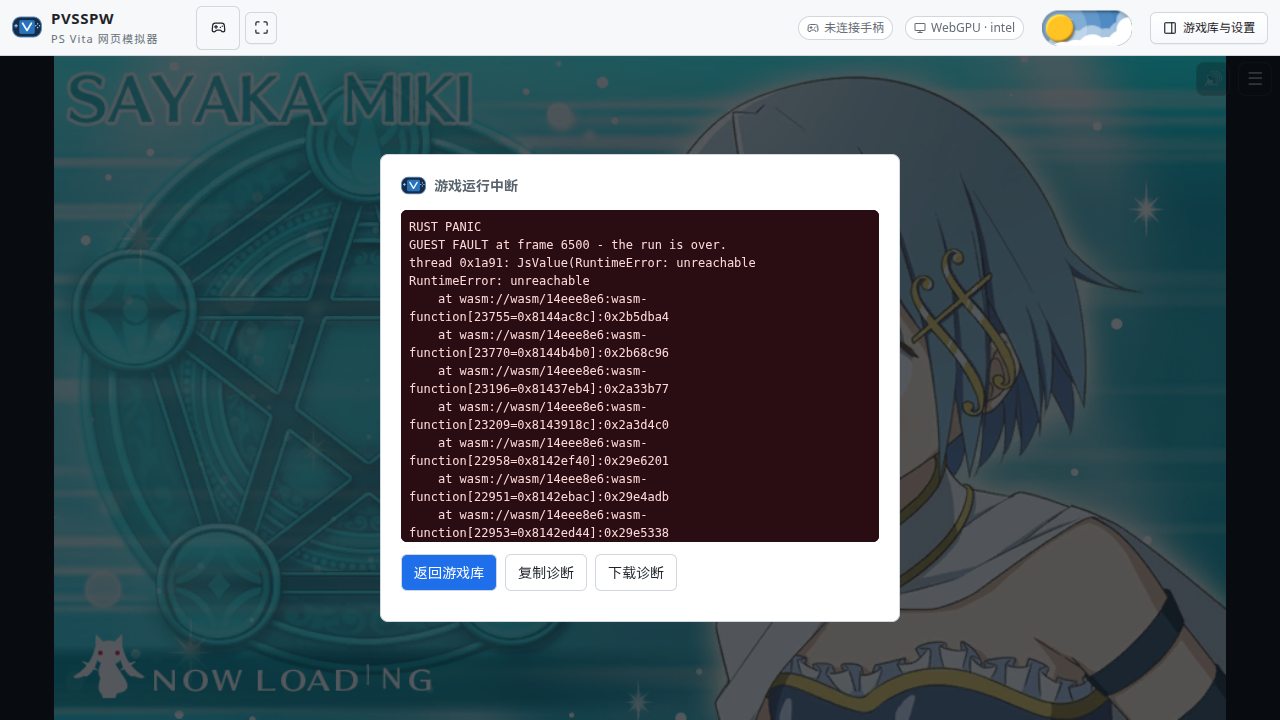 PVSSPW
PS Vita 网页模拟器
未连接手柄
WebGPU · intel
游戏库与设置
SAYAKA MIKI
游戏运行中断
RUST PANIC
GUEST FAULT at frame 6500 - the run is over.
thread 0x1a91: JsValue(RuntimeError: unreachable
RuntimeError: unreachable
    at wasm://wasm/14eee8e6:wasm-
function[23755=0x8144ac8c]:0x2b5dba4
    at wasm://wasm/14eee8e6:wasm-
function[23770=0x8144b4b0]:0x2b68c96
    at wasm://wasm/14eee8e6:wasm-
function[23196=0x81437eb4]:0x2a33b77
    at wasm://wasm/14eee8e6:wasm-
function[23209=0x8143918c]:0x2a3d4c0
    at wasm://wasm/14eee8e6:wasm-
function[22958=0x8142ef40]:0x29e6201
    at wasm://wasm/14eee8e6:wasm-
function[22951=0x8142ebac]:0x29e4adb
    at wasm://wasm/14eee8e6:wasm-
function[22953=0x8142ed44]:0x29e5338
返回游戏库
复制诊断
下载诊断
NOW LOADING